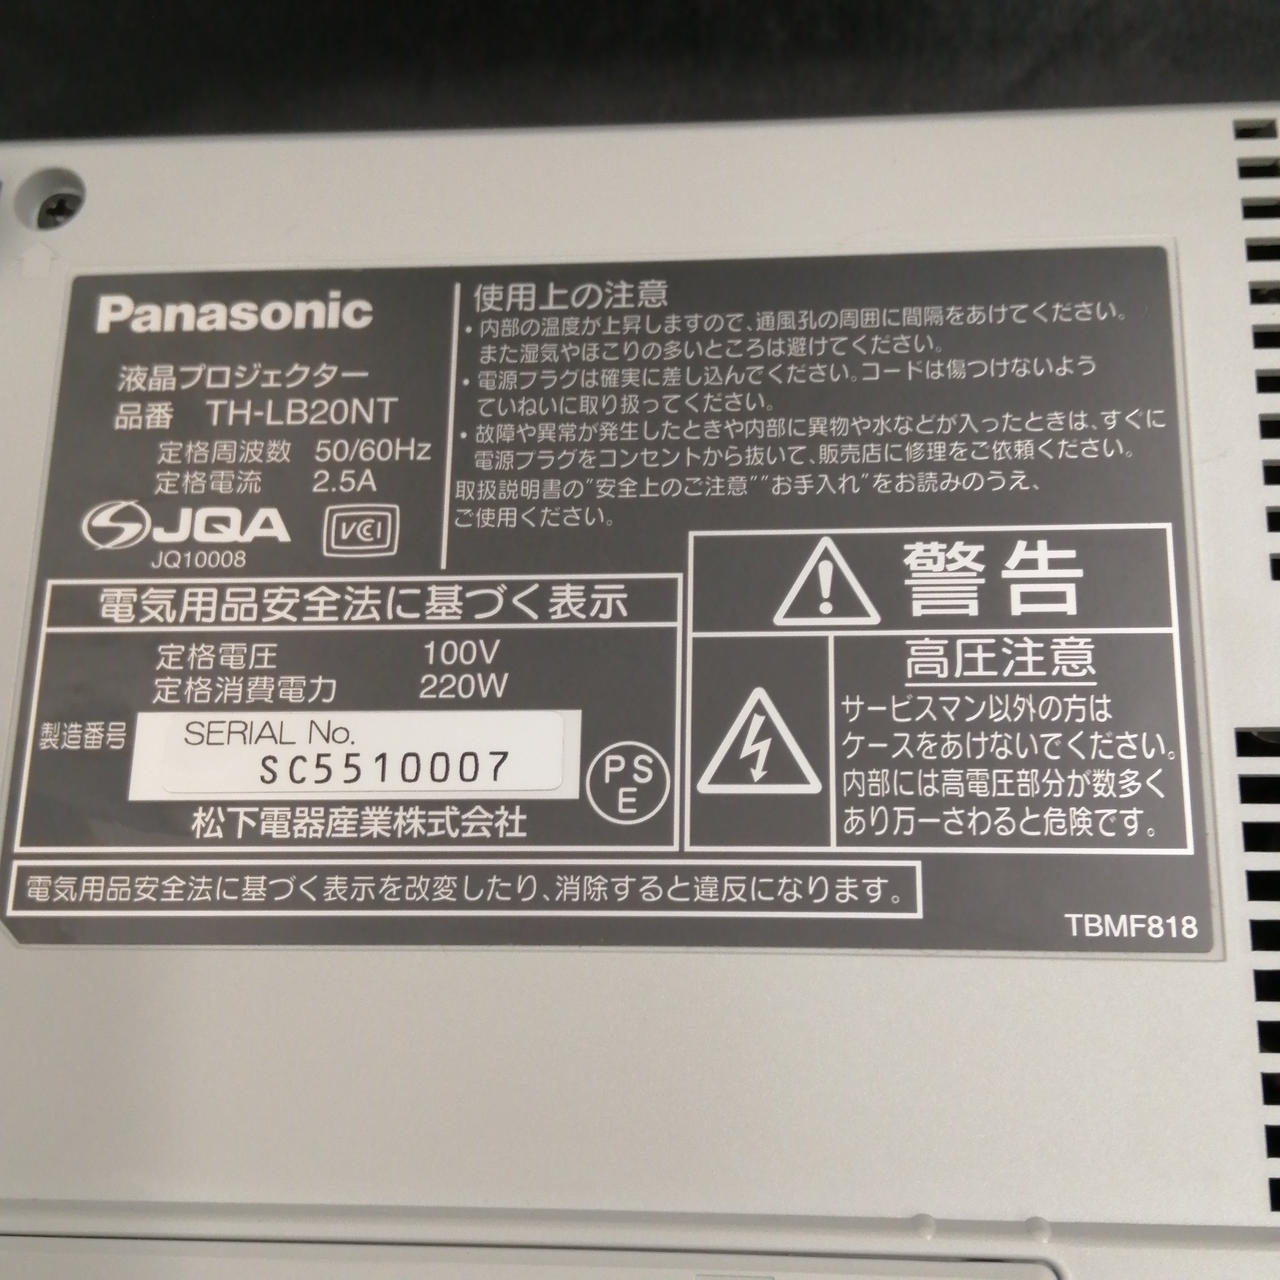 Panasonic
液晶プロジェクター
品番 TH-LB20NT
定格周波数 50/60Hz
定格電流 2.5A
JQA
JQ10008
VCCI
使用上の注意
・内部の温度が上昇しますので、通風孔の周囲に間隔をあけてください。
また湿気やほこりの多いところは避けてください。
・電源プラグは確実に差し込んでください。コードは傷つけないよう
ていねいに取り扱ってください。
・故障や異常が発生したときや内部に異物や水などが入ったときは、すぐに
電源プラグをコンセントから抜いて、販売店に修理をご依頼ください。
取扱説明書の"安全上のご注意""お手入れ"をお読みのうえ、
ご使用ください。
電気用品安全法に基づく表示
定格電圧 100V
定格消費電力 220W
製造番号
SERIAL No.
SC5510007
PS
E
松下電器産業株式会社
警告
高圧注意
サービスマン以外の方は
ケースをあけないでください。
内部には高電圧部分が数多く
あり万一さわると危険です。
電気用品安全法に基づく表示を改変したり、消除すると違反になります。
TBMF818